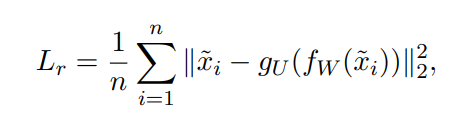 $L_r = \frac{1}{n} \sum_{i=1}^{n} \|\tilde{x}_i - g_U(f_W(\tilde{x}_i))\|_2^2,$